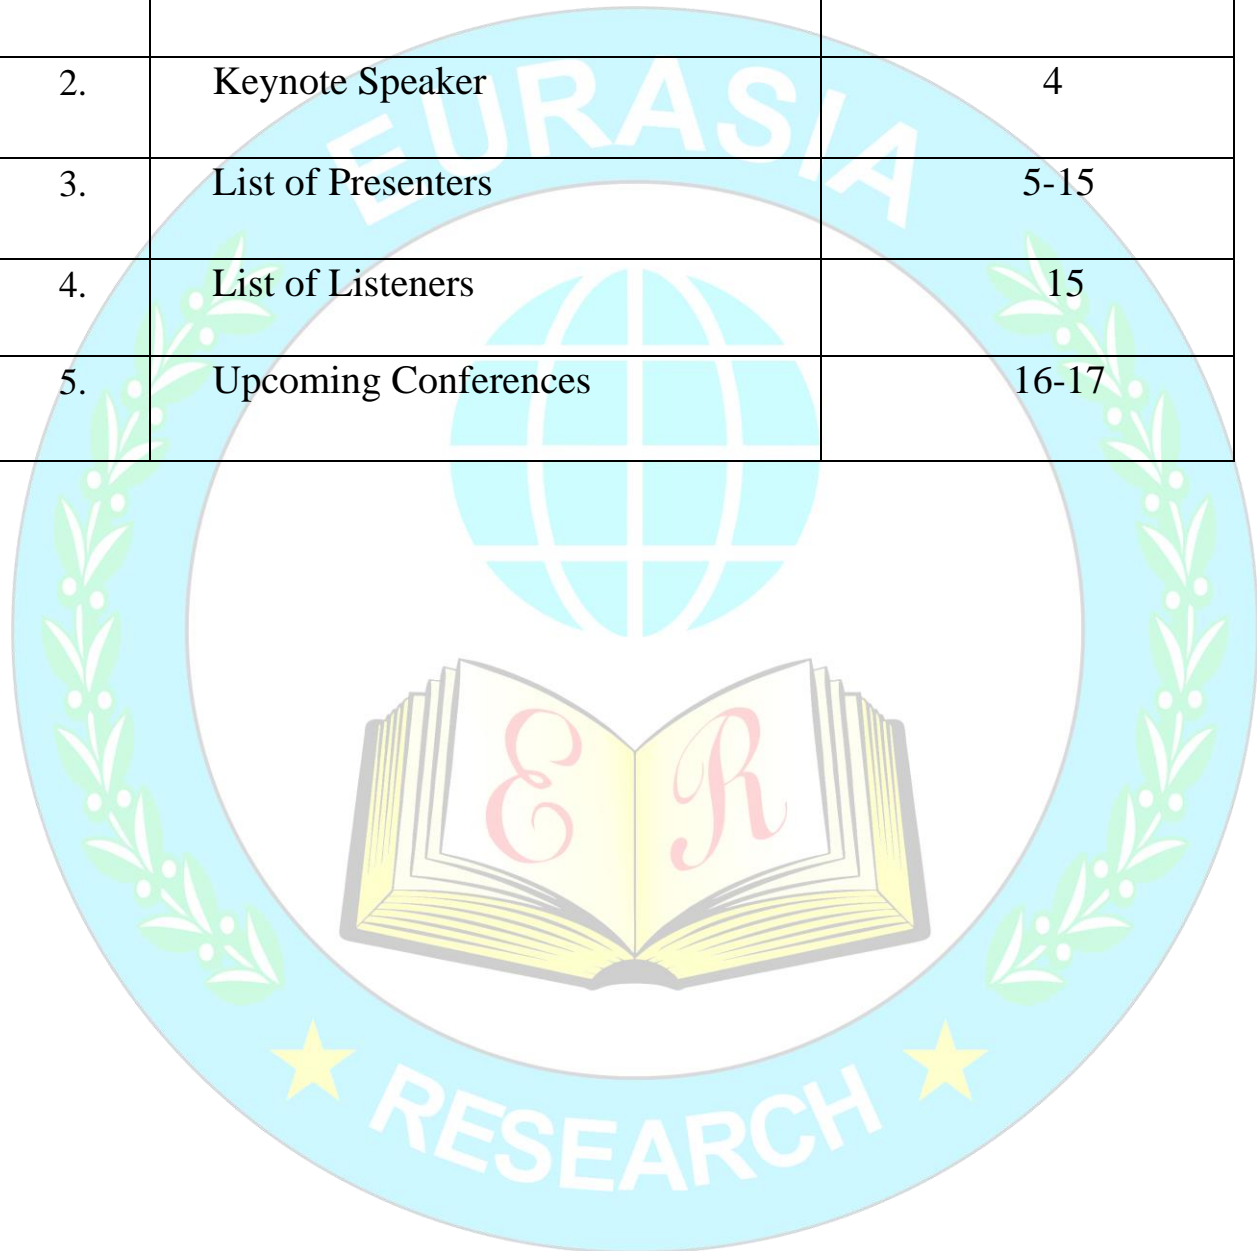 2. Keynote Speaker 4
3. List of Presenters 5-15
4. List of Listeners 15
5. Upcoming Conferences 16-17
EURASIA
E R
RESEARCH